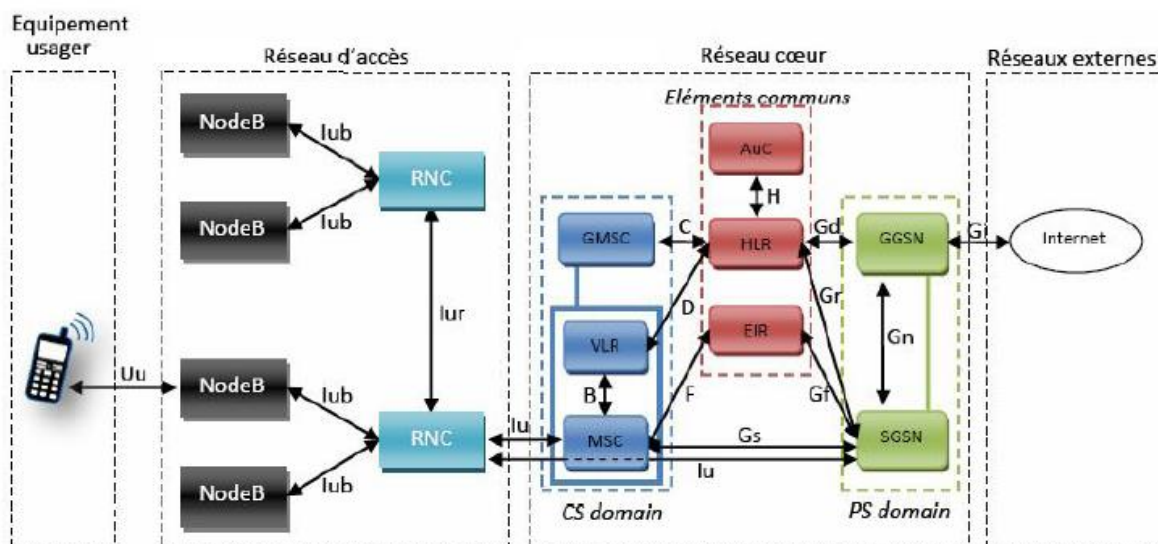 Equipement
usager
Réseau d'accès
Réseau cœur
Réseaux externes
Eléments communs
NodeB
Iub
RNC
NodeB
Iub
AuC
H
GMSC
C
HLR
Gd
GGSN
Gi
Internet
Iur
D
Gr
VLR
EIR
Gn
Uu
NodeB
Iub
B
F
Gf
RNC
Iu
MSC
Gs
SGSN
Iu
NodeB
Iub
CS domain
PS domain